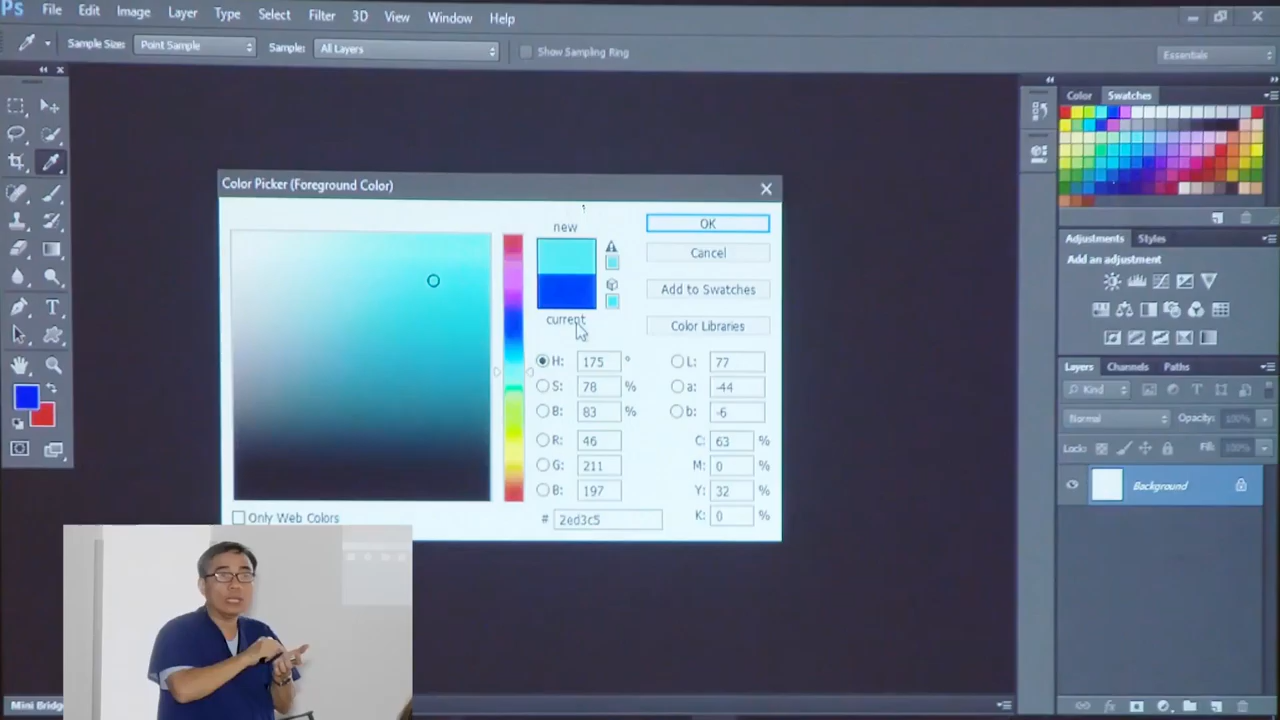 Ps File Edit Image Layer Type Select Filter 3D View Window Help
Sample Size: Point Sample Sample: All Layers Show Sampling Ring Essentials
Color Swatches
Color Picker (Foreground Color)
new
current
OK
Cancel
Add to Swatches
Color Libraries
H: 175 °
S: 78 %
B: 83 %
R: 46
G: 211
B: 197
# 2ed3c5
L: 77
a: -44
b: -6
C: 63 %
M: 0 %
Y: 32 %
K: 0 %
Only Web Colors
Adjustments Styles
Add an adjustment
Layers Channels Paths
Kind
Normal Opacity: 100%
Lock: Fill: 100%
Background
Mini Bridg